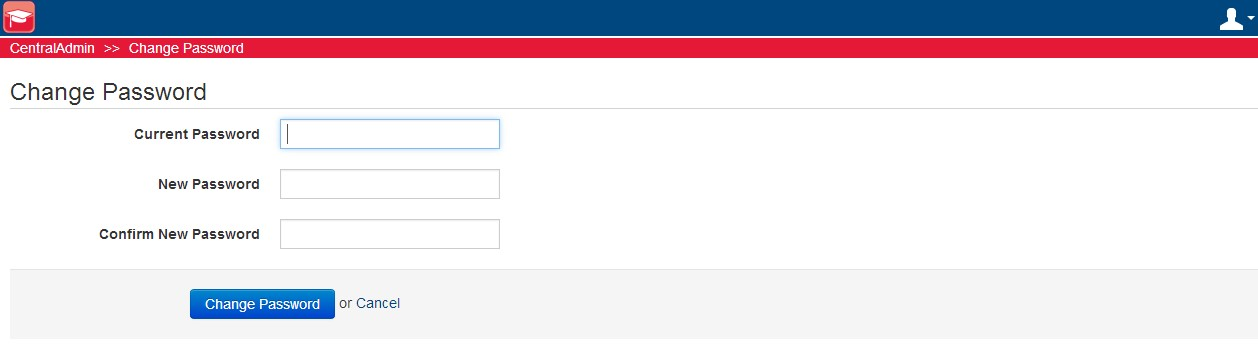 CentralAdmin >> Change Password
Change Password
Current Password
New Password
Confirm New Password
Change Password or Cancel